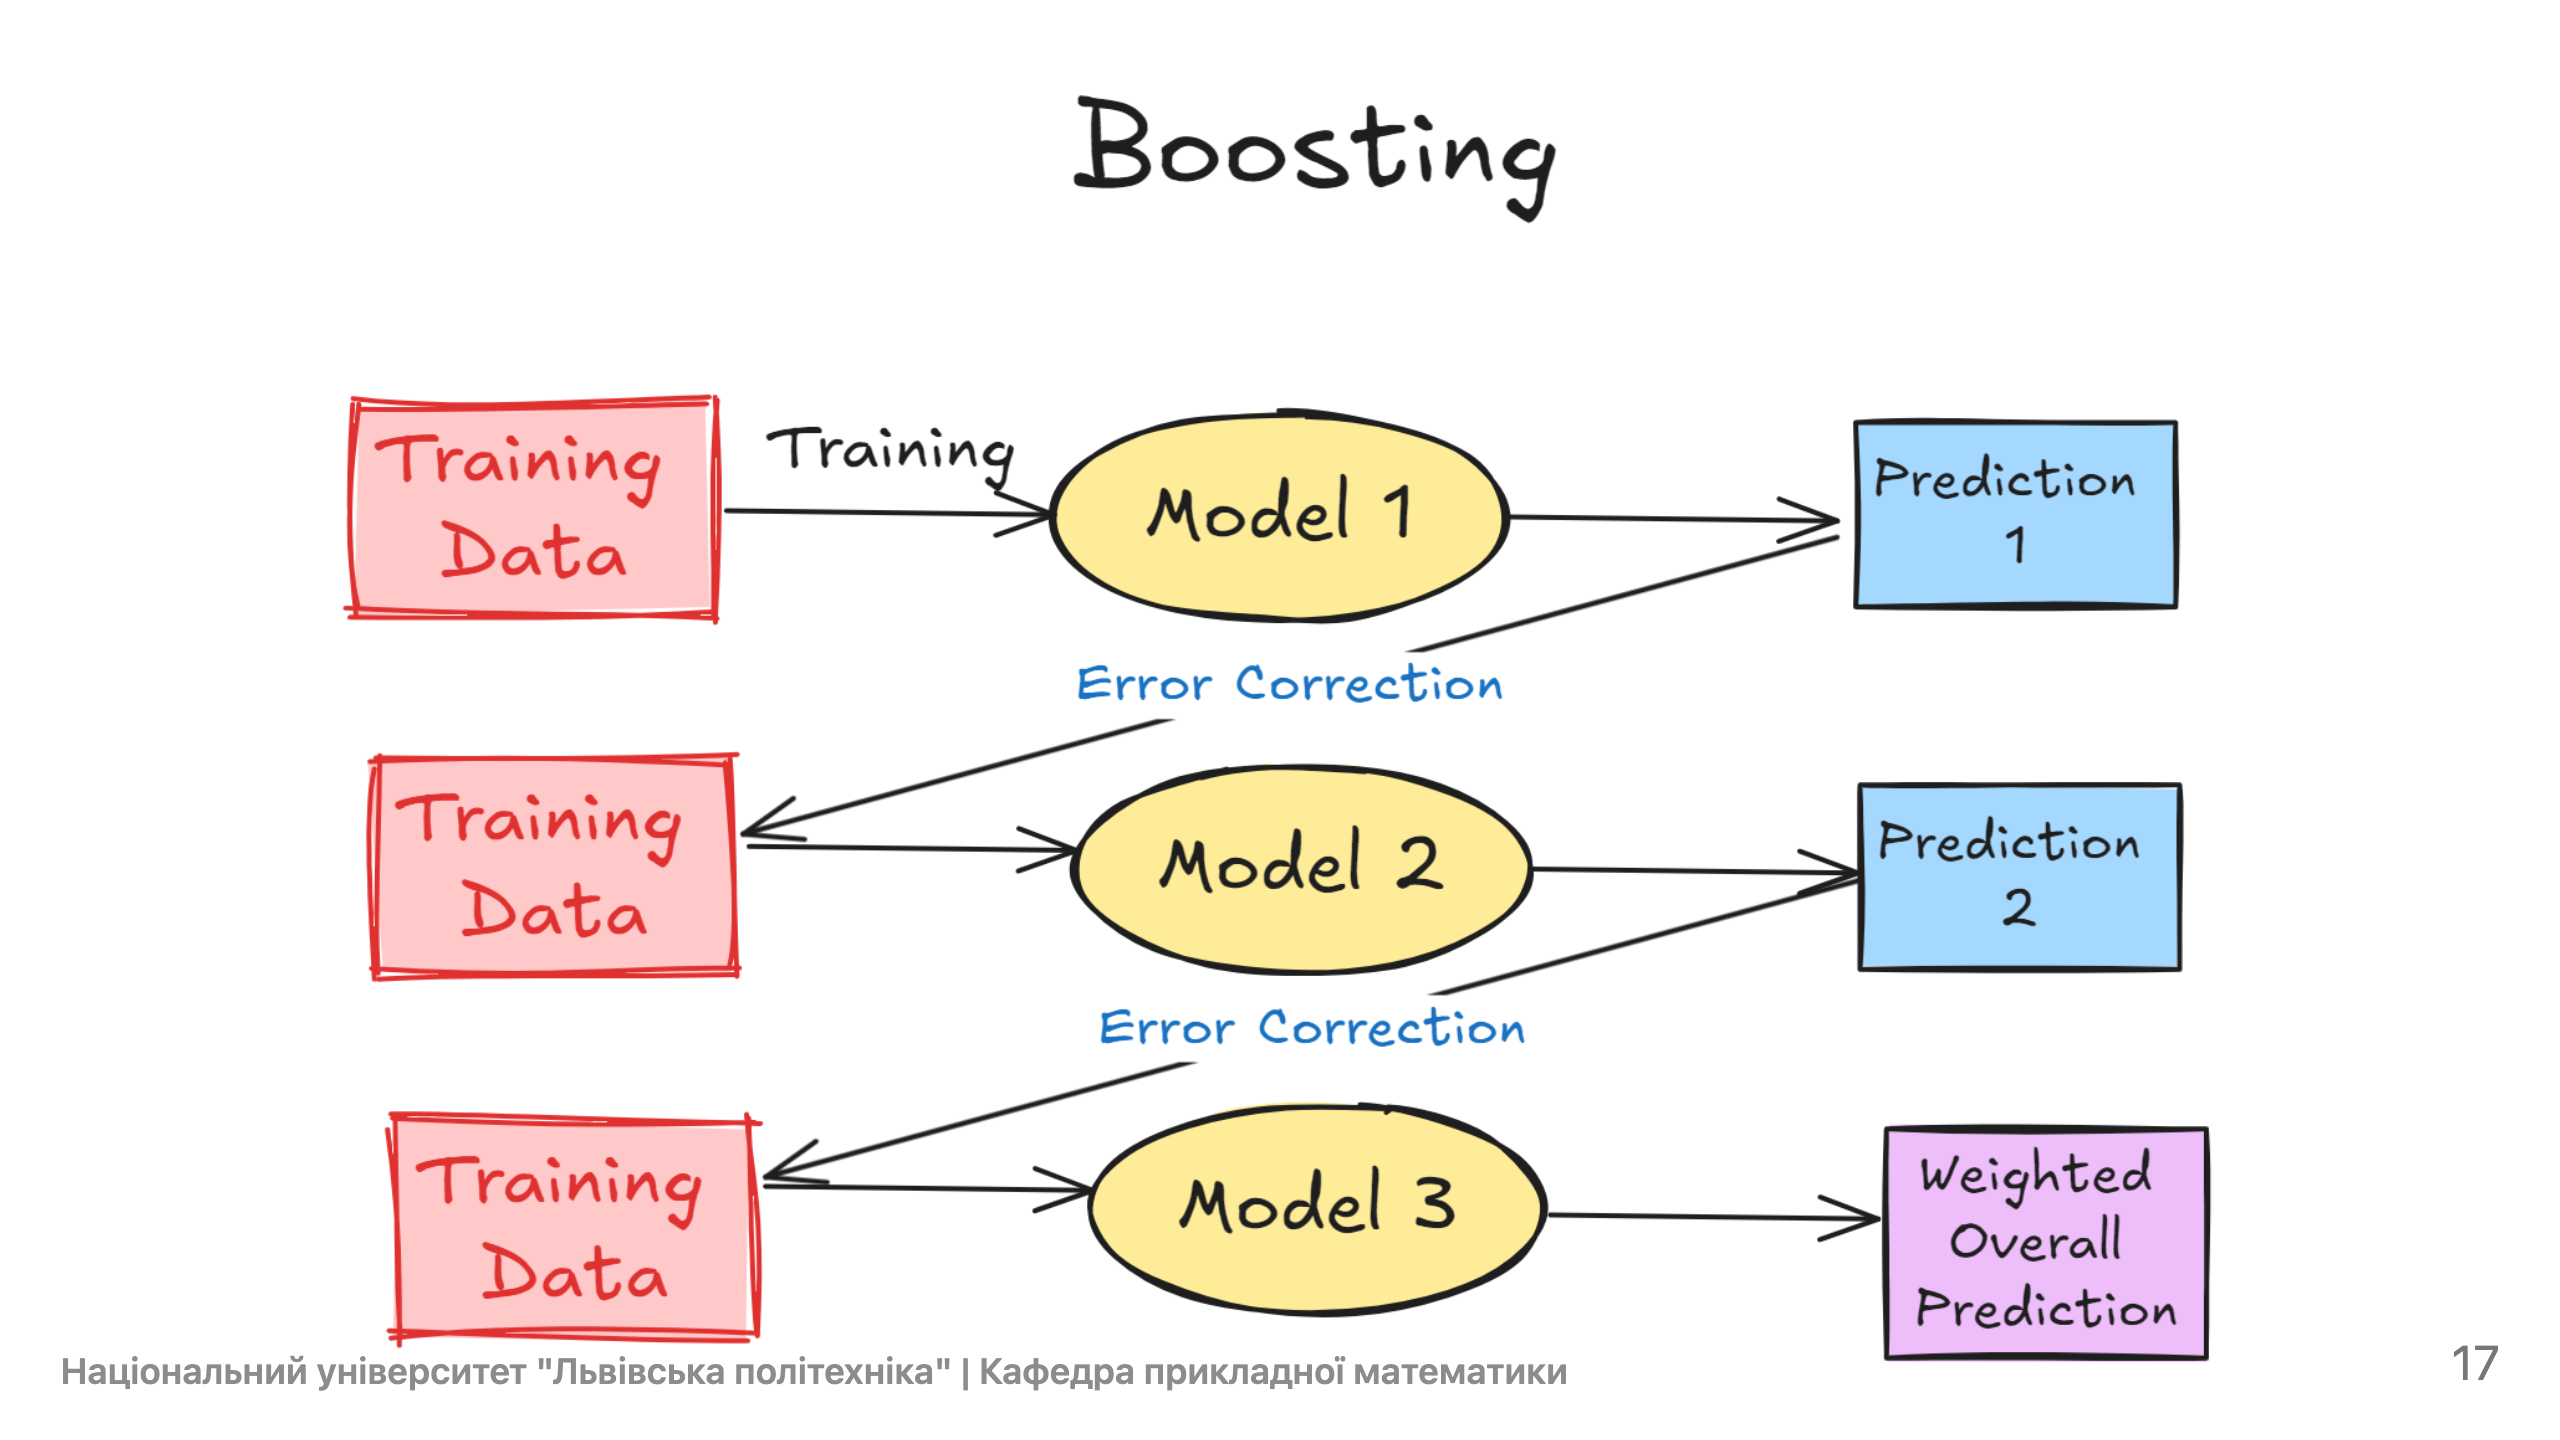 Boosting
Training
Data
Training
Model 1
Prediction
1
Error Correction
Training
Data
Model 2
Prediction
2
Error Correction
Training
Data
Model 3
Weighted
Overall
Prediction
Національний університет "Львівська політехніка" | Кафедра прикладної математики
17